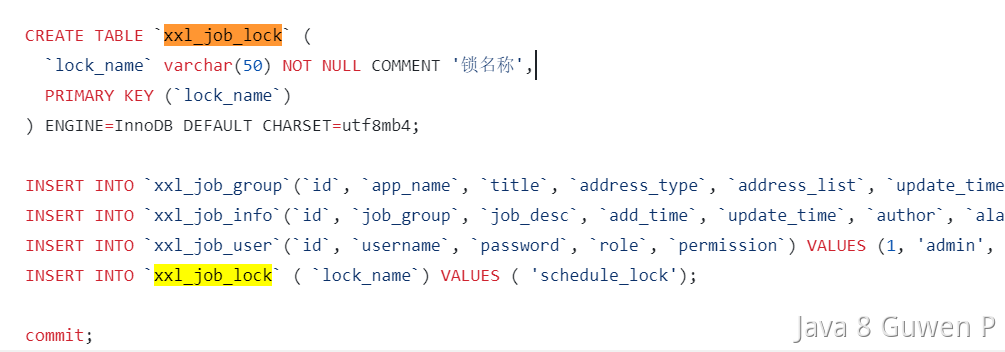 CREATE TABLE `xxl_job_lock` (
  `lock_name` varchar(50) NOT NULL COMMENT '锁名称',
  PRIMARY KEY (`lock_name`)
) ENGINE=InnoDB DEFAULT CHARSET=utf8mb4;
INSERT INTO `xxl_job_group`(`id`, `app_name`, `title`, `address_type`, `address_list`, `update_time
INSERT INTO `xxl_job_info`(`id`, `job_group`, `job_desc`, `add_time`, `update_time`, `author`, `ala
INSERT INTO `xxl_job_user`(`id`, `username`, `password`, `role`, `permission`) VALUES (1, 'admin',
INSERT INTO `xxl_job_lock` ( `lock_name`) VALUES ( 'schedule_lock');
commit;
Java 8 Guwen P